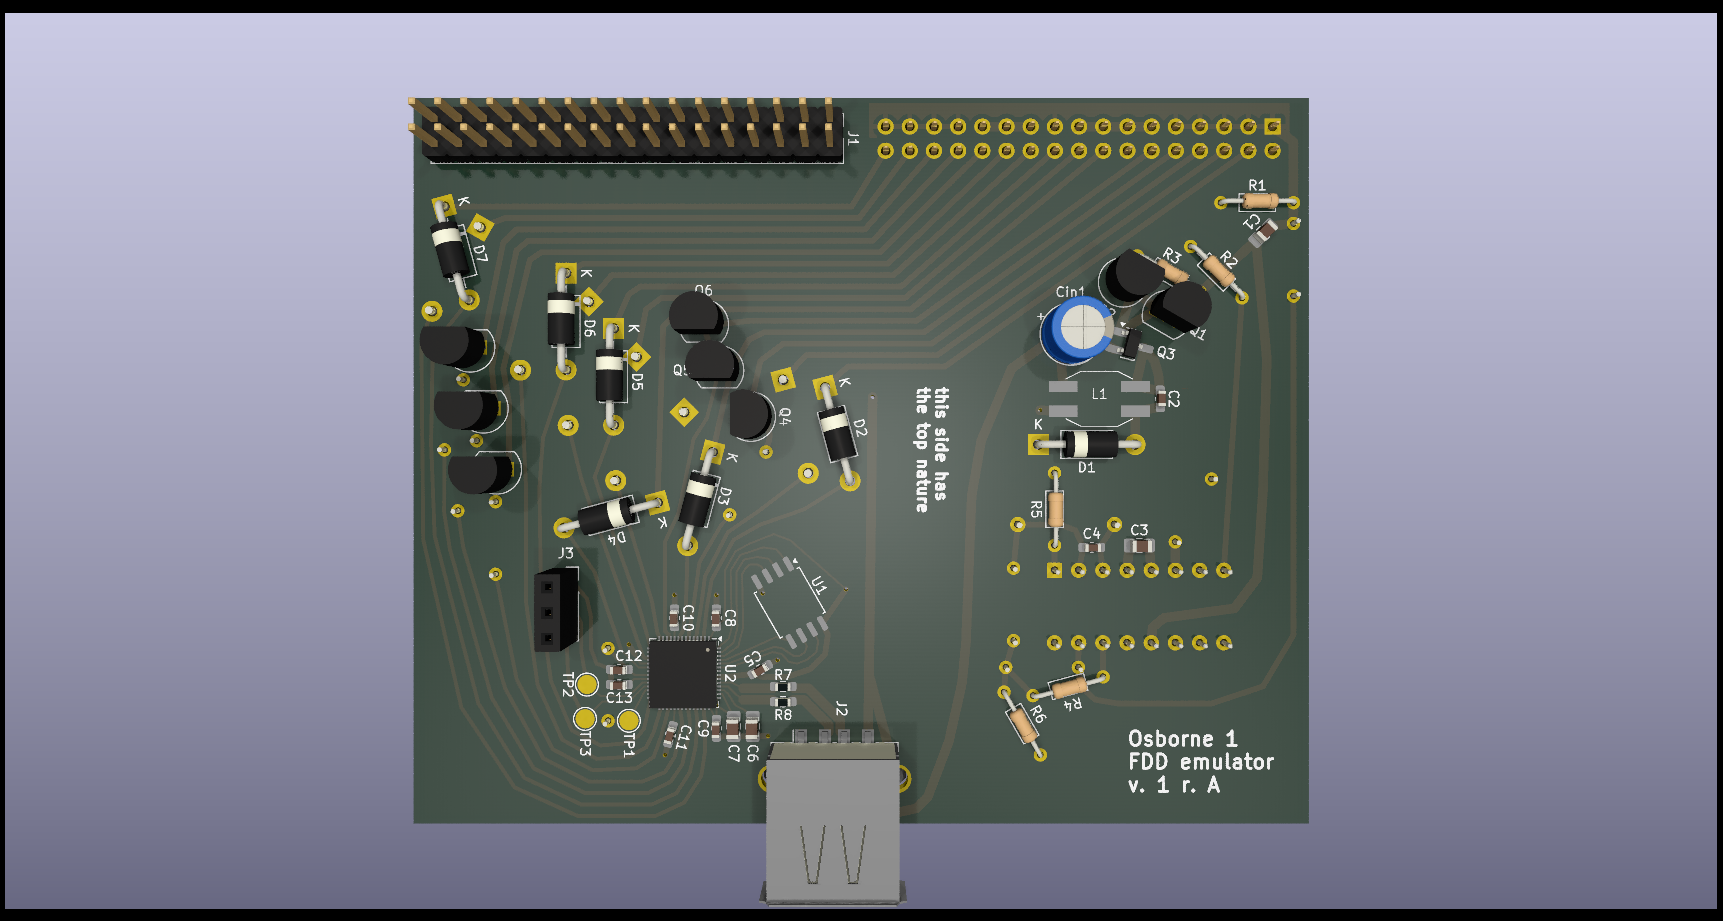 J1
R1
C1
K
D7
R3
R2
K
D6
Q6
Cin1
+
Q1
K
D5
Q3
Q5
K
D2
Q4
L1
C2
this side has
the top nature
K
D1
K
D3
R5
K
D4
C4
C3
J3
U1
C10
C8
C12
C5
U2
R7
TP2
C13
R8
J2
R4
R6
TP3
TP1
C11
C9
C7
C6
Osborne 1
FDD emulator
v. 1 r. A